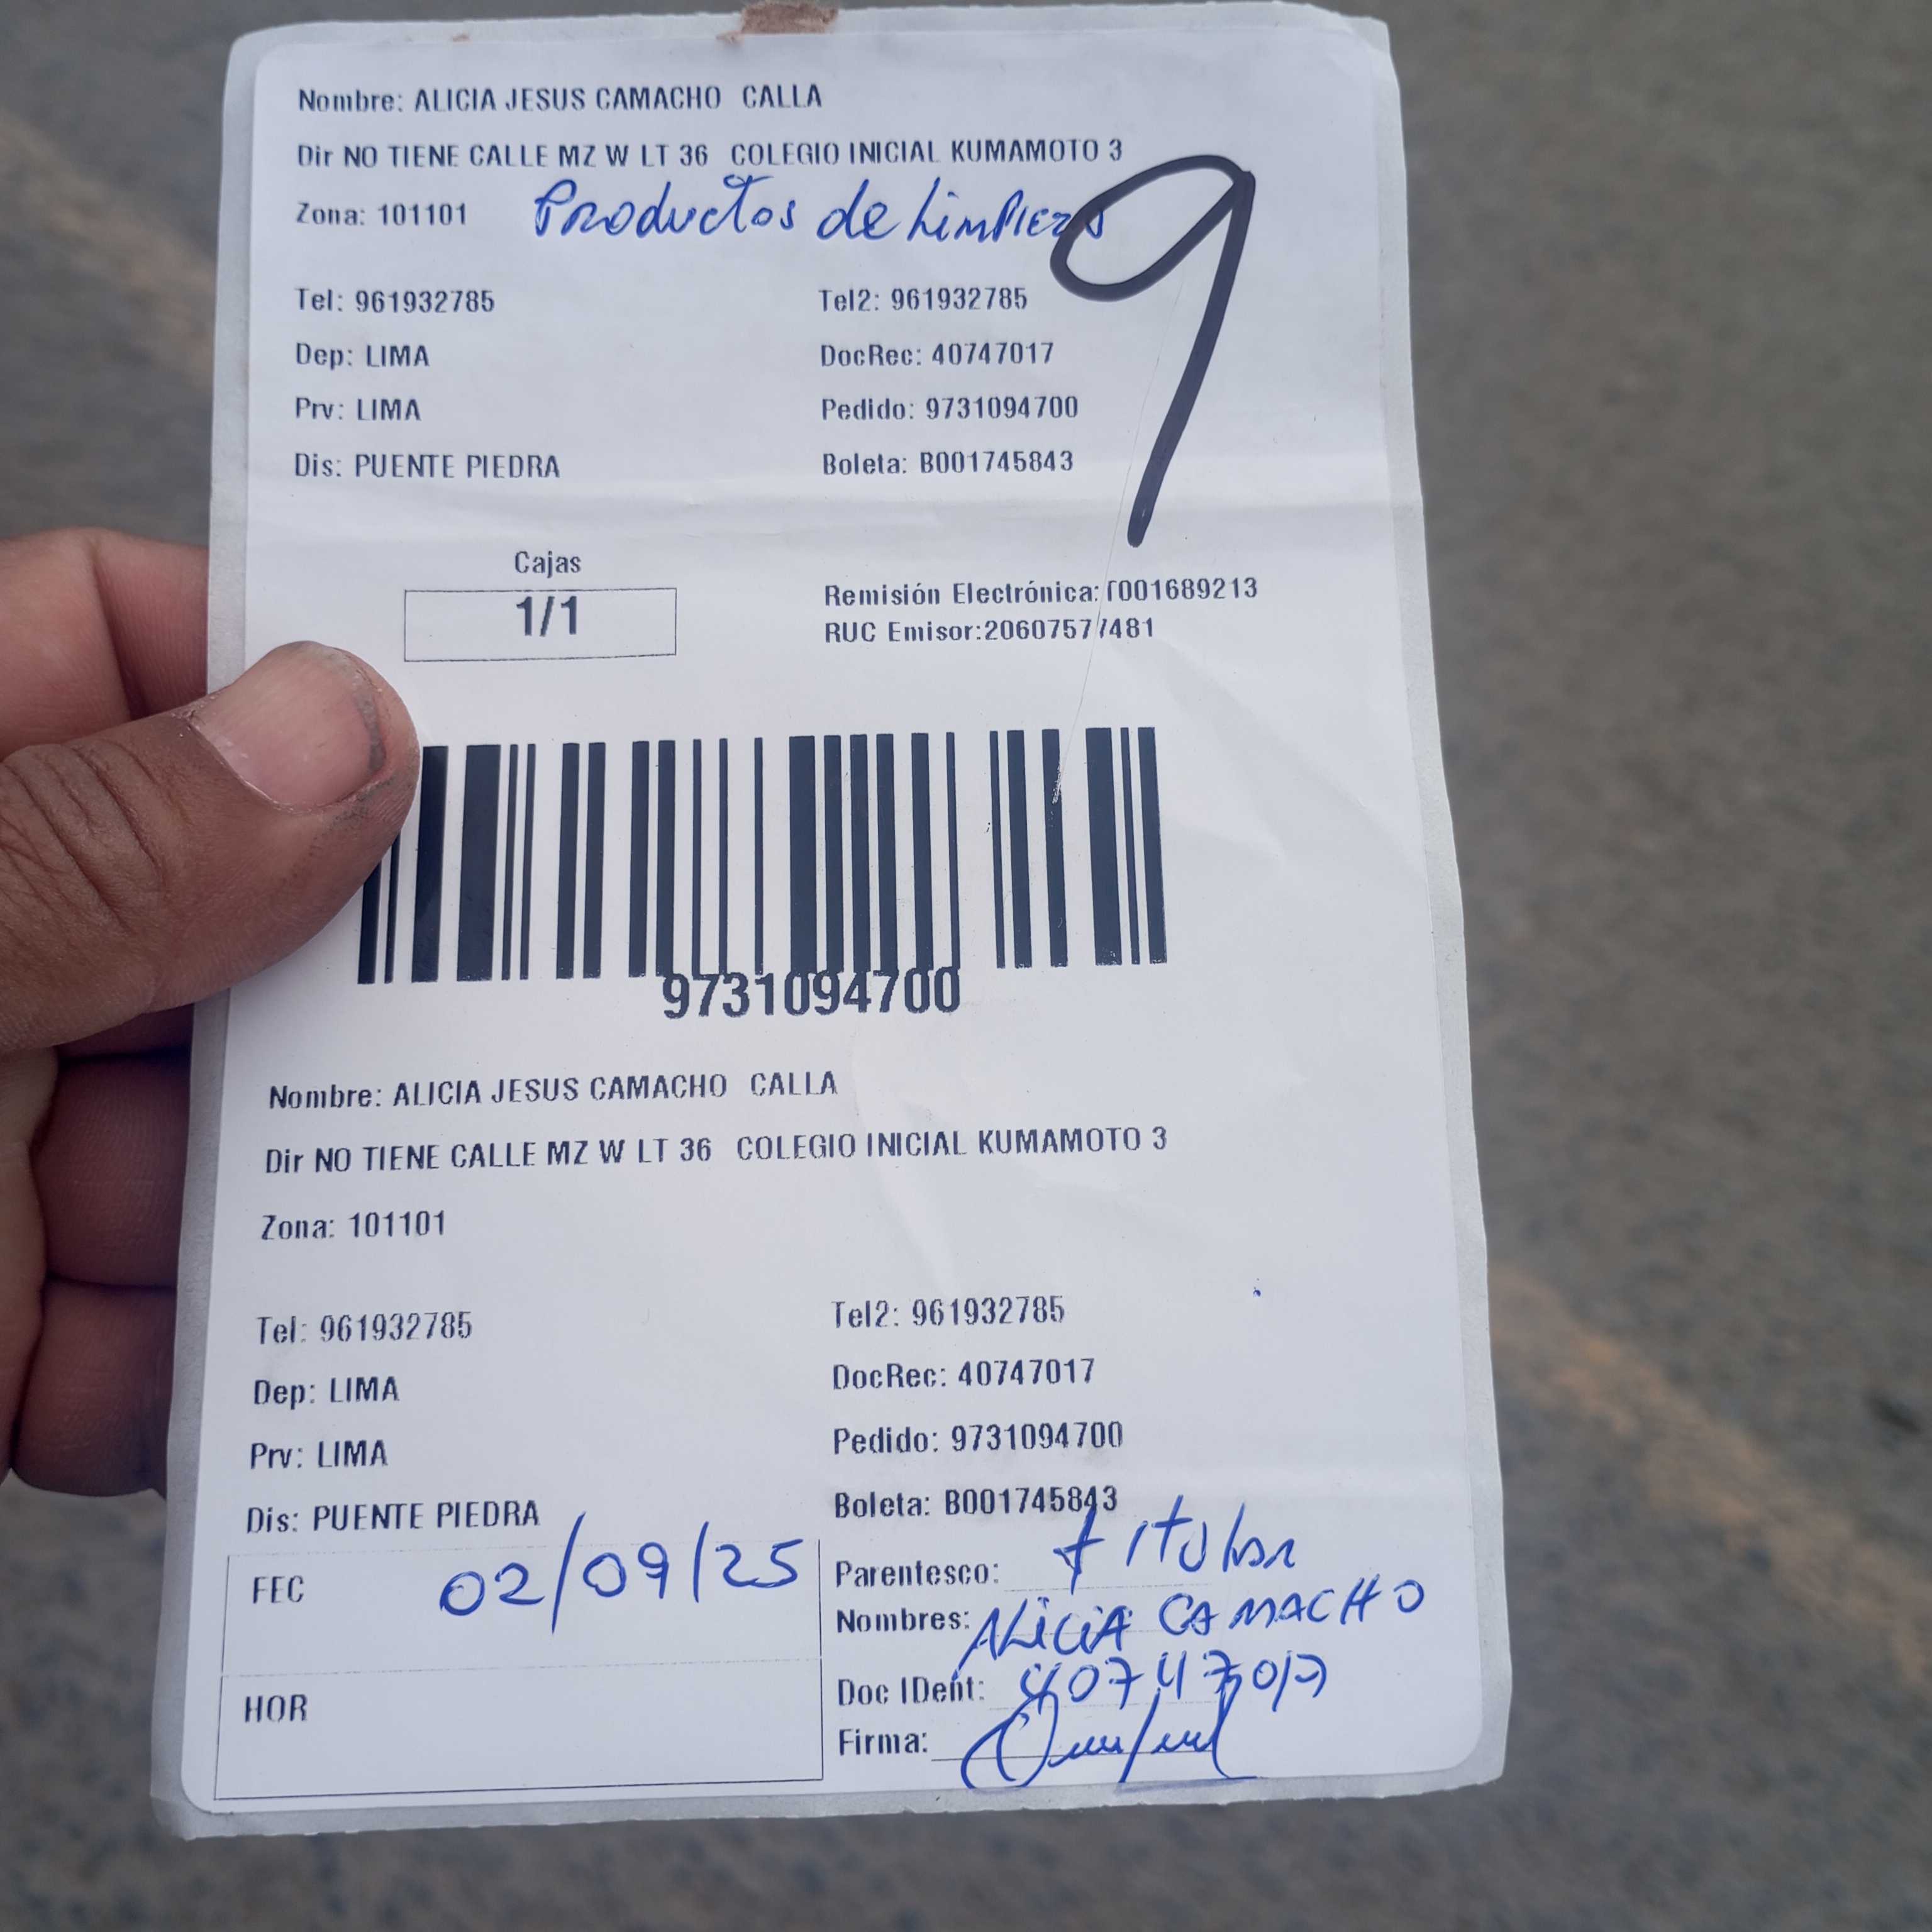 Nombre: ALICIA JESUS CAMACHO CALLA
Dir NO TIENE CALLE MZ W LT 36 COLEGIO INICIAL KUMAMOTO 3
Zona: 101101 Productos de Limpieza
9
Tel: 961932785 Tel2: 961932785
Dep: LIMA DocRec: 40747017
Prv: LIMA Pedido: 9731094700
Dis: PUENTE PIEDRA Boleta: B001745843
Cajas
1/1
Remisión Electrónica: T001689213
RUC Emisor:20607577481
9731094700
Nombre: ALICIA JESUS CAMACHO CALLA
Dir NO TIENE CALLE MZ W LT 36 COLEGIO INICIAL KUMAMOTO 3
Zona: 101101
Tel: 961932785 Tel2: 961932785
Dep: LIMA DocRec: 40747017
Prv: LIMA Pedido: 9731094700
Dis: PUENTE PIEDRA Boleta: B001745843
FEC 02/09/25
HOR
Parentesco: titular
Nombres: ALICIA CAMACHO
Doc IDent: 40747017
Firma: